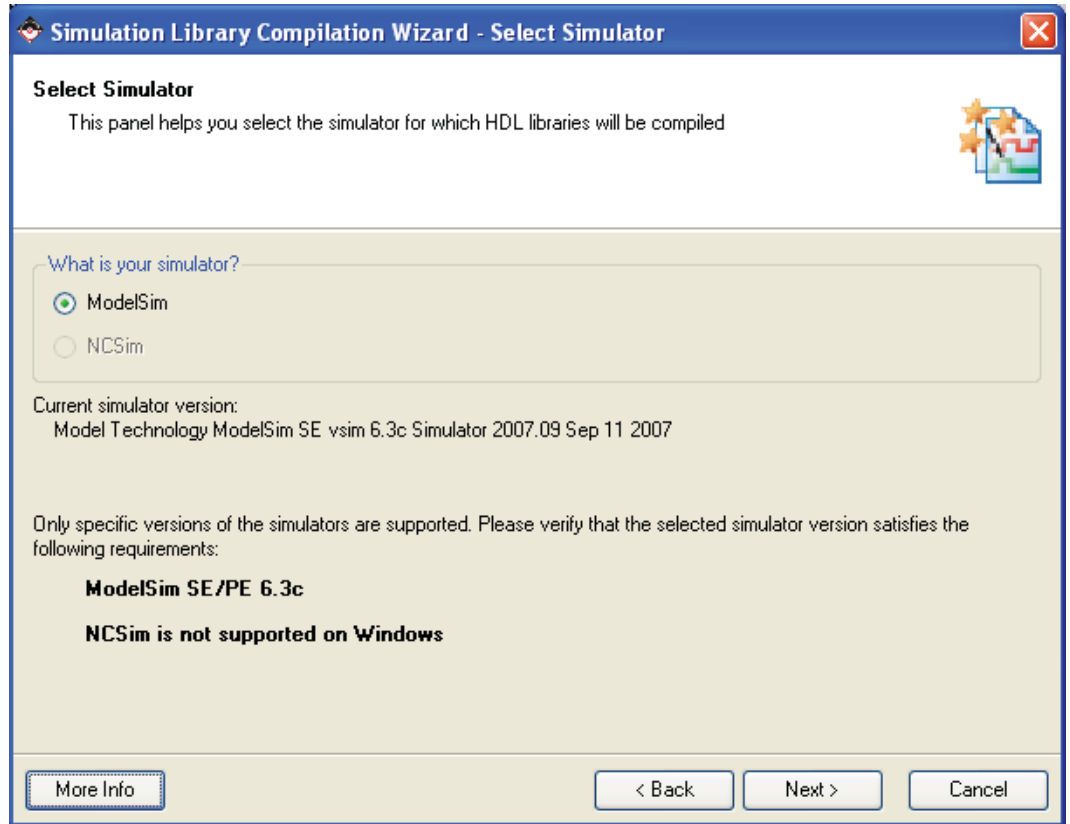 Simulation Library Compilation Wizard - Select Simulator
Select Simulator
This panel helps you select the simulator for which HDL libraries will be compiled
What is your simulator?
ModelSim
NCSim
Current simulator version:
Model Technology ModelSim SE vsim 6.3c Simulator 2007.09 Sep 11 2007
Only specific versions of the simulators are supported. Please verify that the selected simulator version satisfies the
following requirements:
ModelSim SE/PE 6.3c
NCSim is not supported on Windows
More Info
< Back
Next >
Cancel